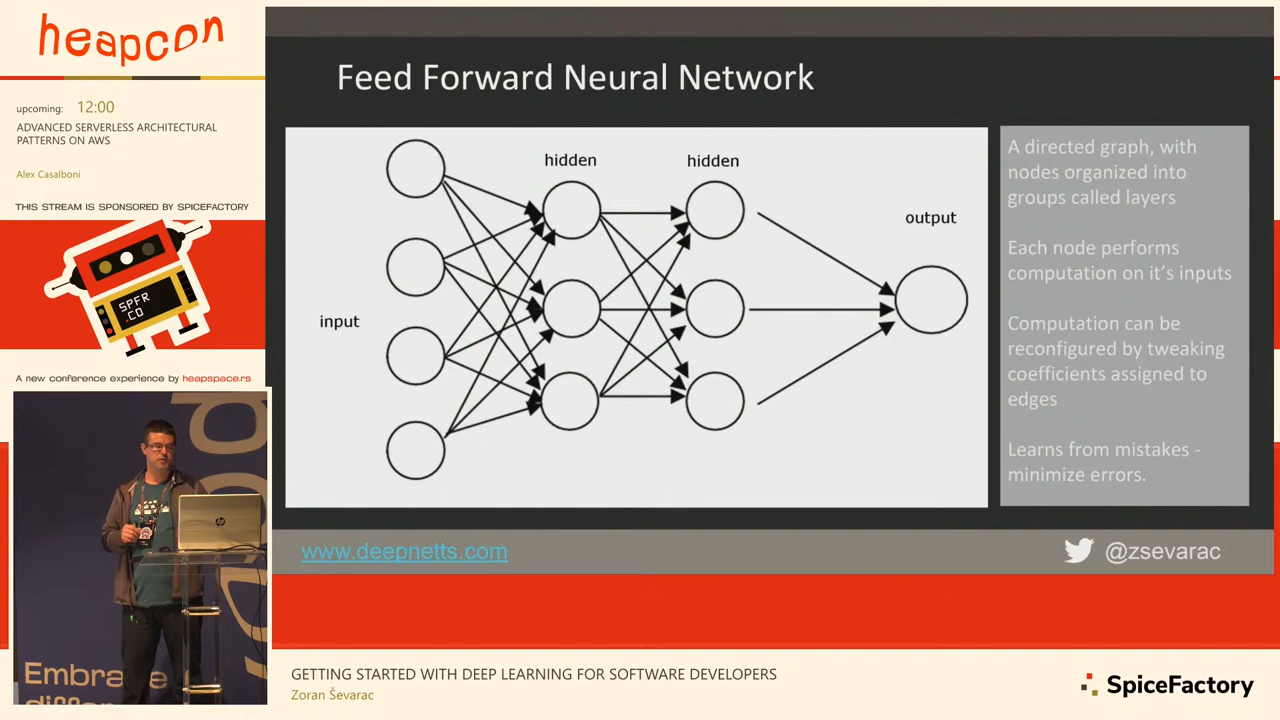 heapcon
upcoming: 12:00
ADVANCED SERVERLESS ARCHITECTURAL
PATTERNS ON AWS
Alex Casalboni
THIS STREAM IS SPONSORED BY SPICEFACTORY
SPFR
.CO
A new conference experience by heapspace.rs
Feed Forward Neural Network
hidden
hidden
output
input
A directed graph, with
nodes organized into
groups called layers
Each node performs
computation on it's inputs
Computation can be
reconfigured by tweaking
coefficients assigned to
edges
Learns from mistakes -
minimize errors.
www.deepnetts.com
@zsevarac
hp
Embra
GETTING STARTED WITH DEEP LEARNING FOR SOFTWARE DEVELOPERS
Zoran Ševarac
SpiceFactory